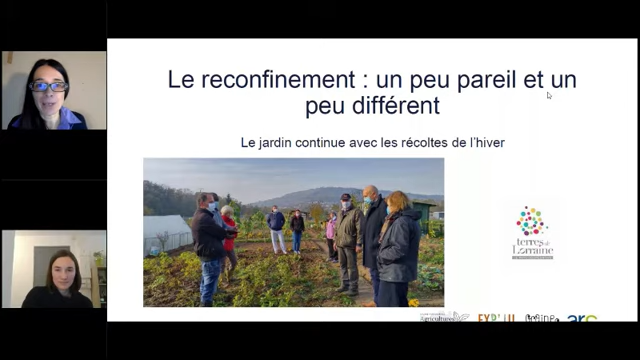 Le reconfinement : un peu pareil et un
peu différent
Le jardin continue avec les récoltes de l'hiver
terres de
Lorraine